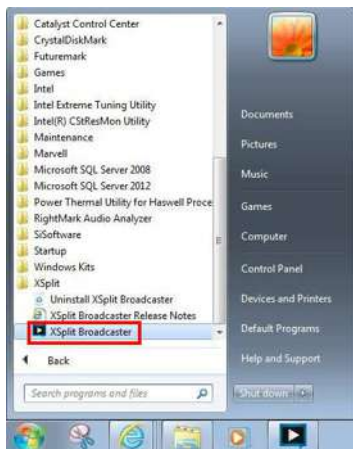 Catalyst Control Center
CrystalDiskMark
Futuremark
Games
Intel
Intel Extreme Tuning Utility
Intel(R) CStResMon Utility
Maintenance
Marvell
Microsoft SQL Server 2008
Microsoft SQL Server 2012
Power Thermal Utility for Haswell Proce
RightMark Audio Analyzer
SiSoftware
Startup
Windows Kits
XSplit
Uninstall XSplit Broadcaster
XSplit Broadcaster Release Notes
XSplit Broadcaster
Back
Search programs and files
Documents
Pictures
Music
Games
Computer
Control Panel
Devices and Printers
Default Programs
Help and Support
Shut down